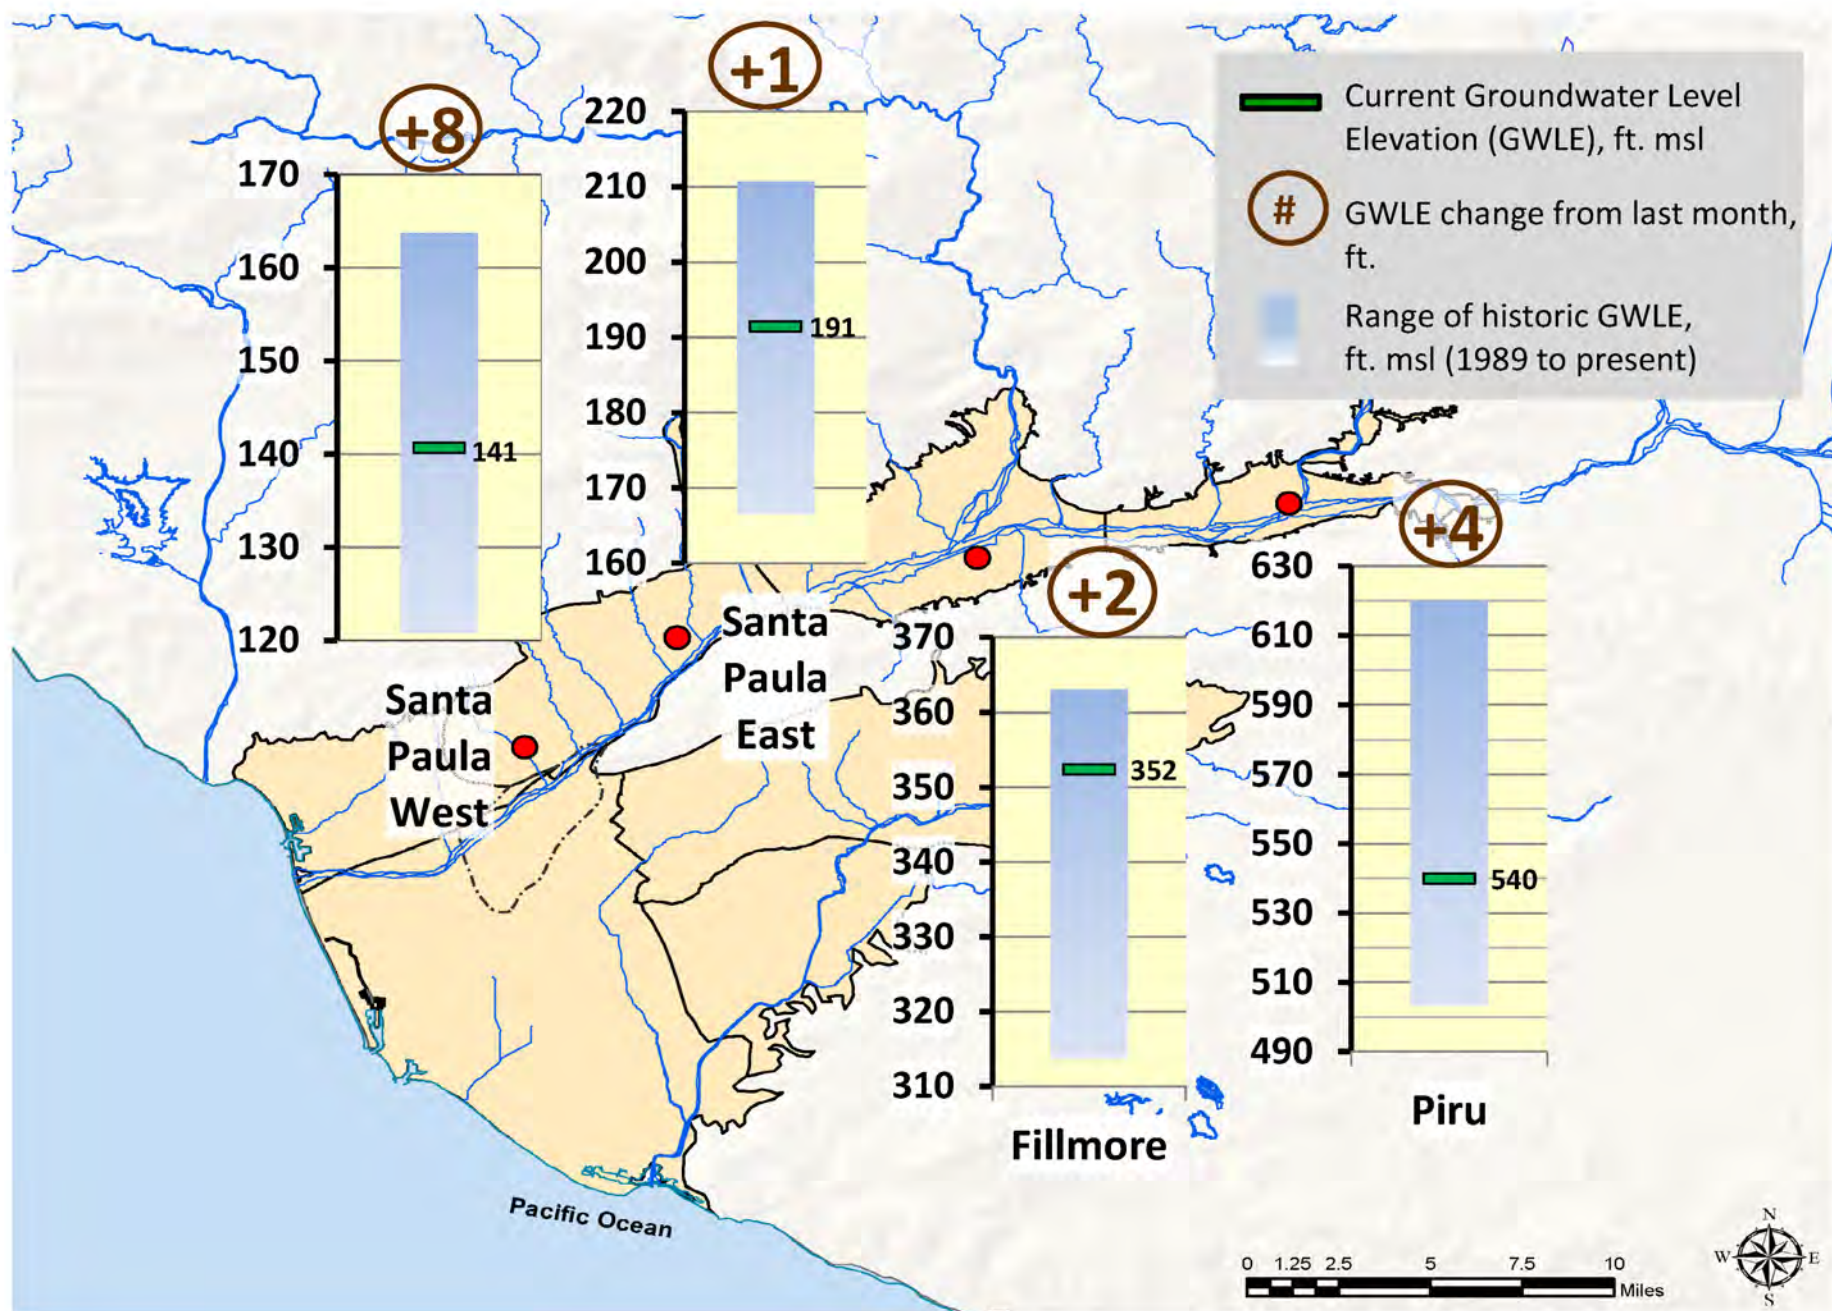 +8
170
160
150
140
130
120
141
Santa
Paula
West
+1
220
210
200
190
180
170
160
191
Santa
Paula
East
Current Groundwater Level
Elevation (GWLE), ft. msl
# GWLE change from last month,
ft.
Range of historic GWLE,
ft. msl (1989 to present)
+2
370
360
350
340
330
320
310
352
Fillmore
+4
630
610
590
570
550
530
510
490
540
Piru
Pacific Ocean
0 1.25 2.5 5 7.5 10
Miles
N
W E
S